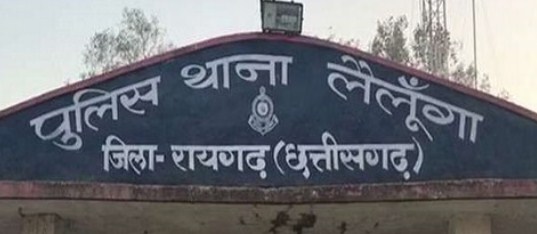 पुलिस थाना लैलूँगा
जिला- रायगढ़ (छत्तीसगढ़)